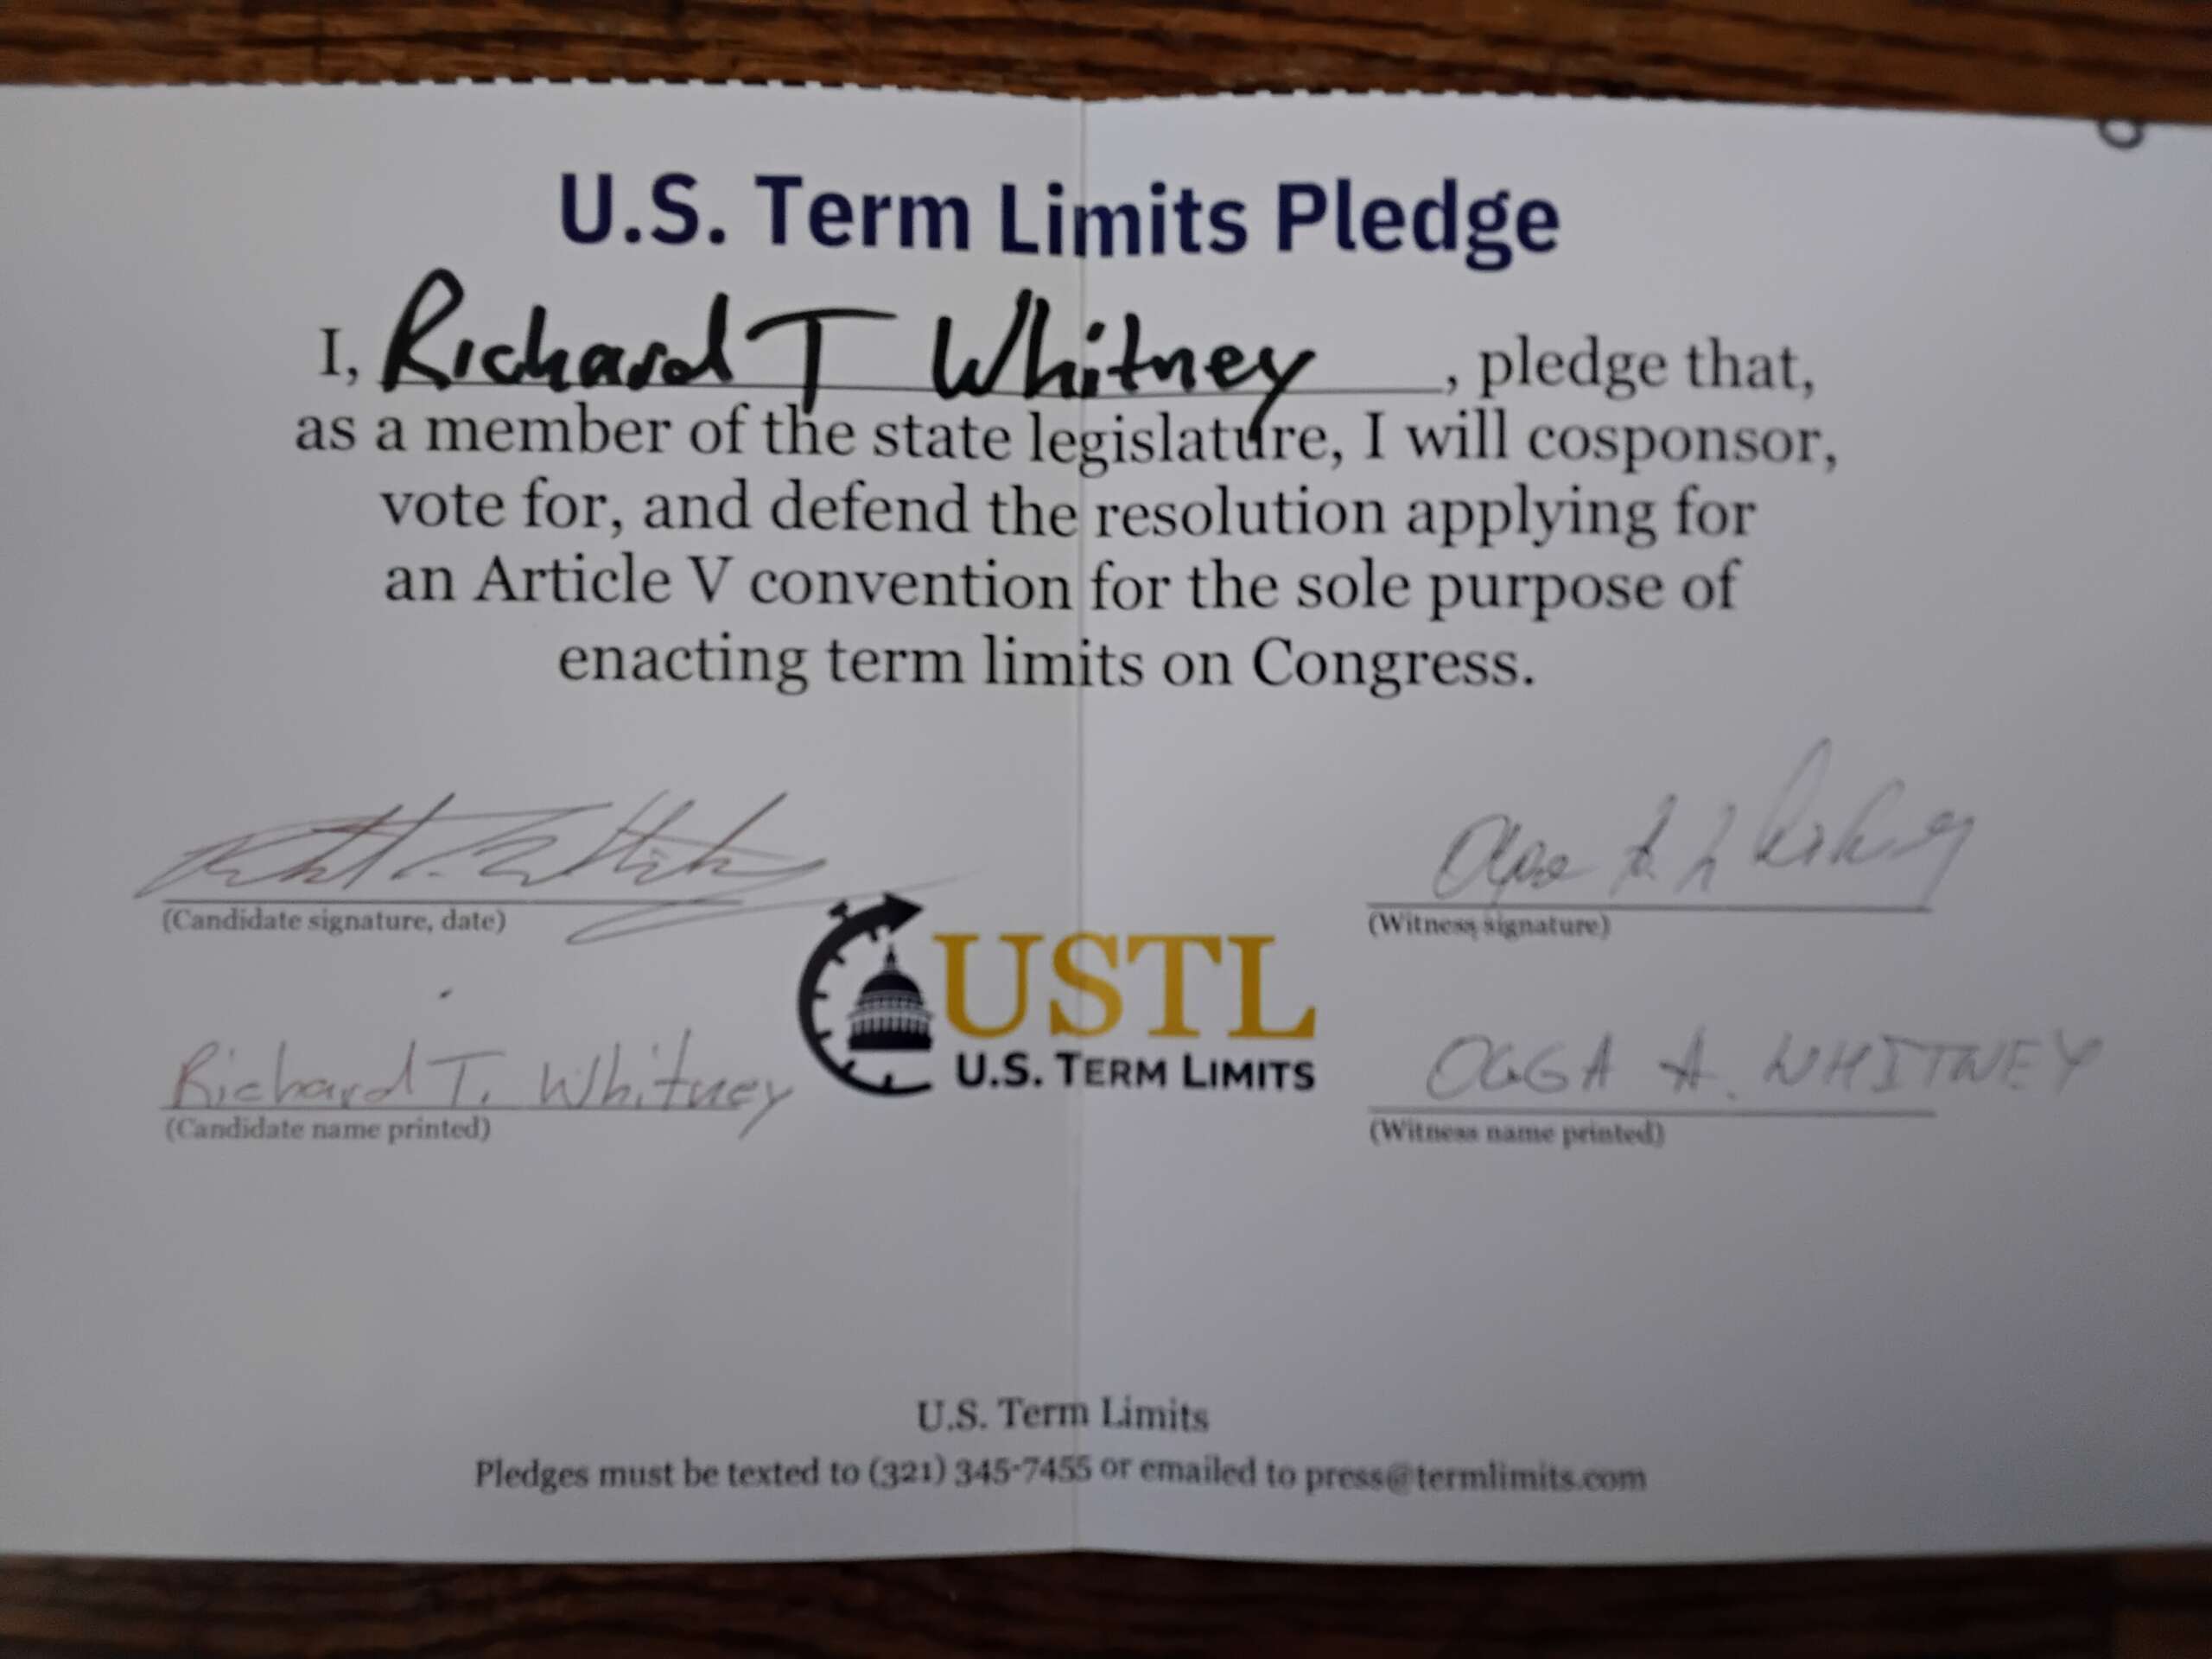 U.S. Term Limits Pledge
I, Richard T Whitney, pledge that,
as a member of the state legislature, I will cosponsor,
vote for, and defend the resolution applying for
an Article V convention for the sole purpose of
enacting term limits on Congress.
(Candidate signature, date)
(Witness signature)
USTL
U.S. TERM LIMITS
Richard T. Whitney
A. WHITNEY
(Candidate name printed)
(Witness name printed)
U.S. Term Limits
Pledges must be texted to (321) 345-7455 or emailed to press@termlimits.com